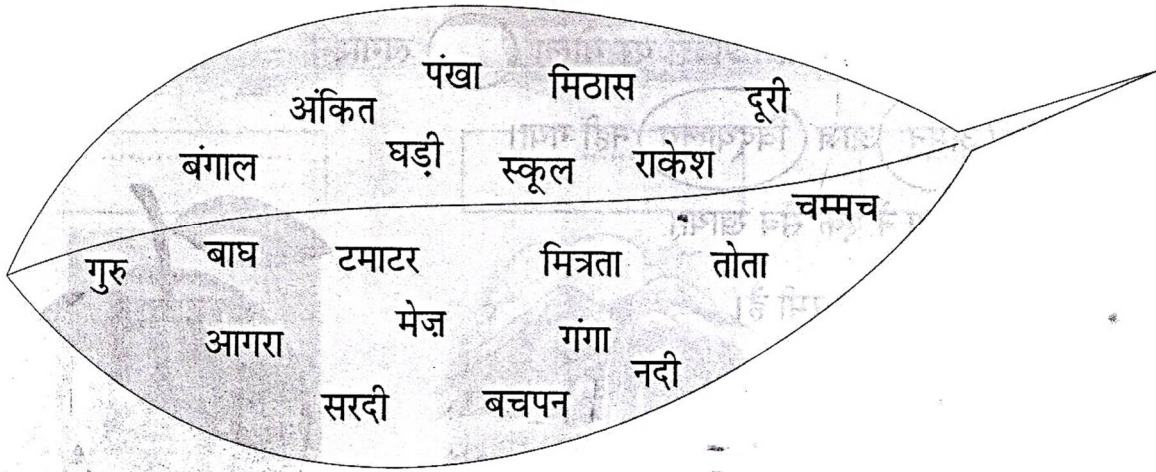 पंखा मिठास दूरी
अंकित
बंगाल घड़ी स्कूल राकेश
चम्मच
गुरु बाघ टमाटर मित्रता तोता
आगरा मेज़ गंगा
नदी
सरदी बचपन